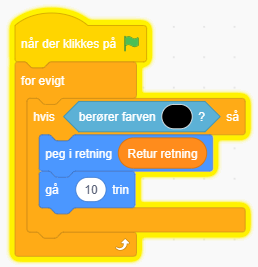 når der klikkes på
for evigt
hvis berører farven ? så
peg i retning Retur retning
gå 10 trin